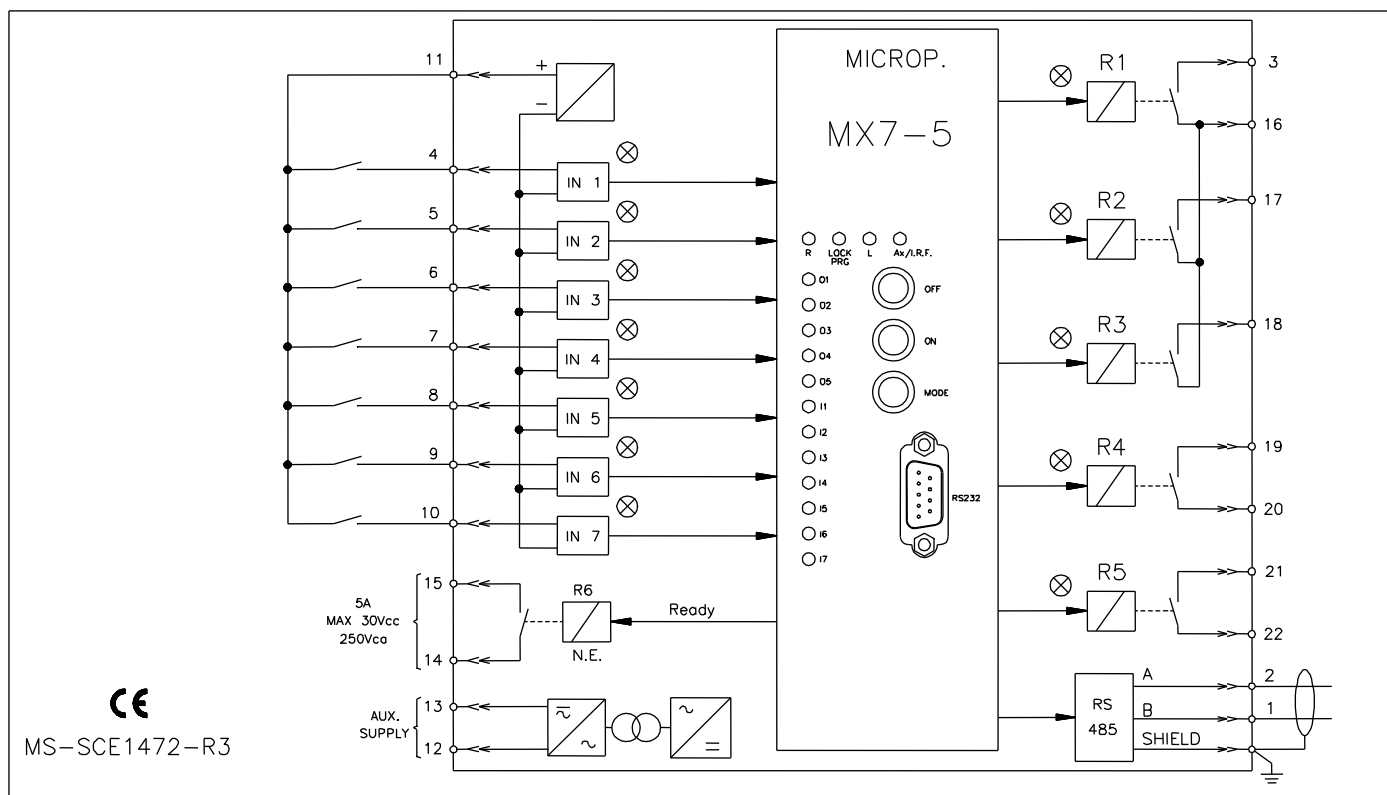 MICROP.
MX7-5
11
+
−
4
IN 1
5
IN 2
6
IN 3
7
IN 4
8
IN 5
9
IN 6
10
IN 7
R
LOCK PRG
L
Ax/I.R.F.
O1
O2
O3
O4
O5
I1
I2
I3
I4
I5
I6
I7
OFF
ON
MODE
RS232
R1
3
16
R2
17
R3
18
R4
19
20
R5
21
22
15
5A
MAX 30Vcc
250Vca
14
R6
N.E.
Ready
13
AUX.
SUPPLY
12
RS
485
A
2
B
1
SHIELD
CE
MS-SCE1472-R3